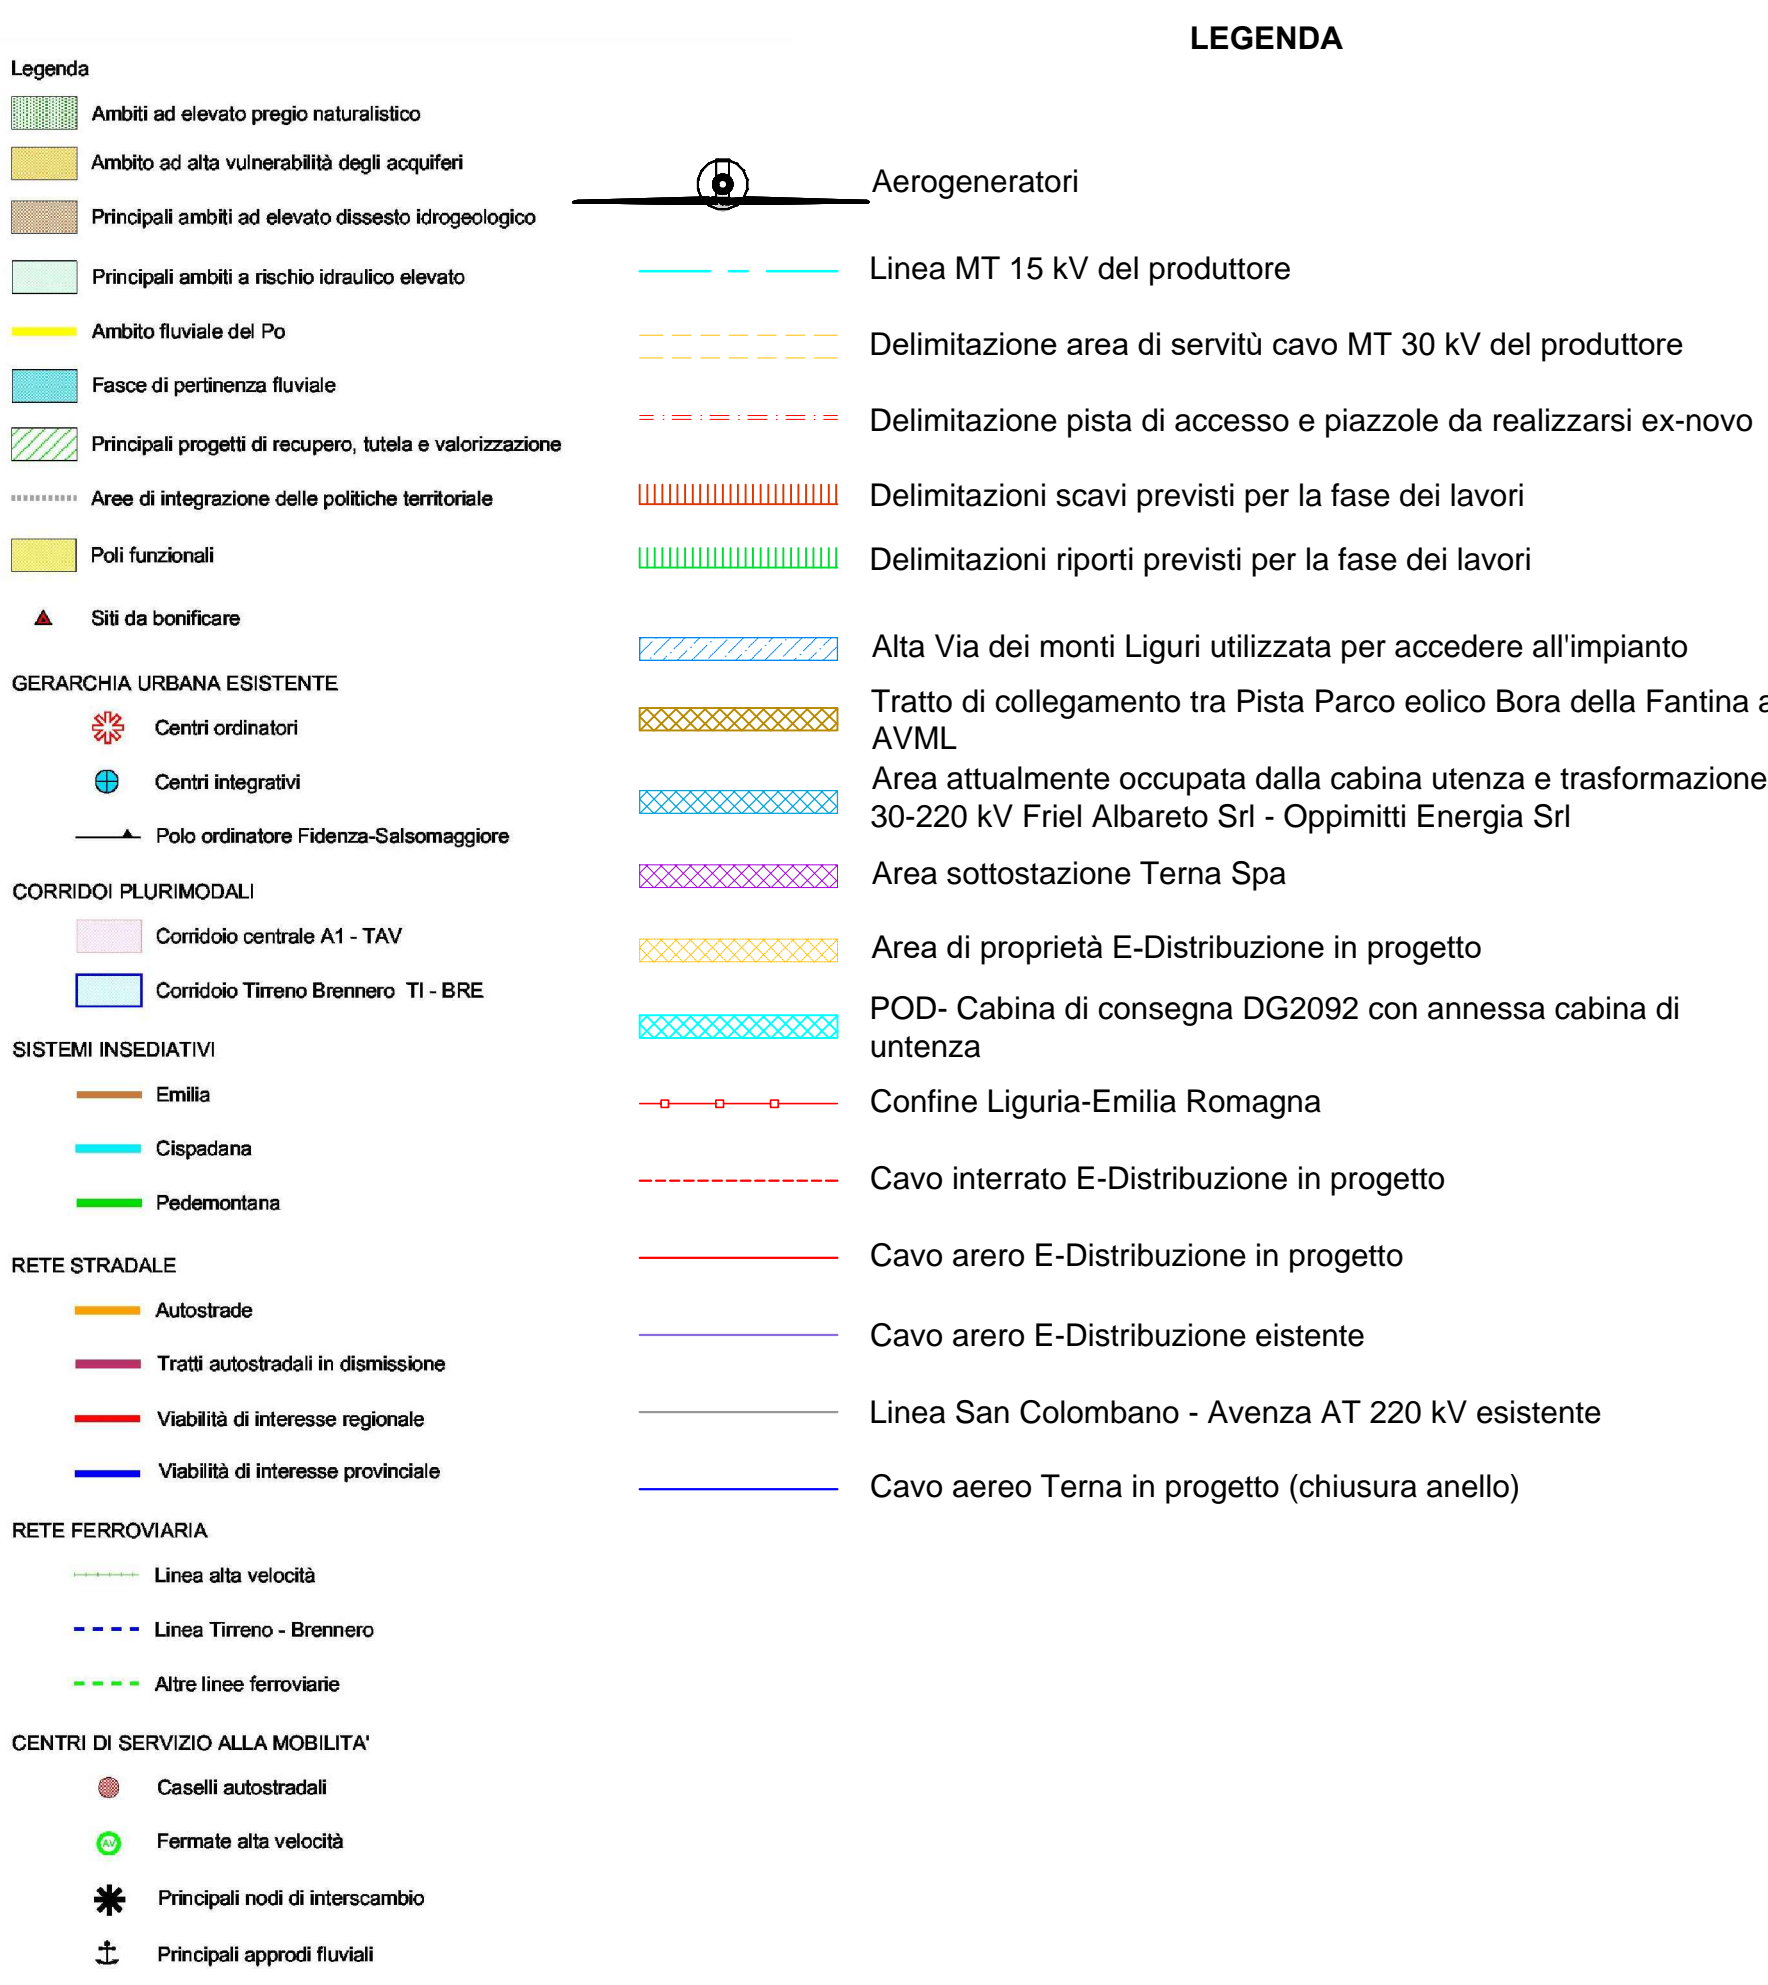 LEGENDA
Legenda
Ambiti ad elevato pregio naturalistico
Ambito ad alta vulnerabilità degli acquiferi
Principali ambiti ad elevato dissesto idrogeologico
Principali ambiti a rischio idraulico elevato
Ambito fluviale del Po
Fasce di pertinenza fluviale
Principali progetti di recupero, tutela e valorizzazione
Aree di integrazione delle politiche territoriale
Poli funzionali
Siti da bonificare
GERARCHIA URBANA ESISTENTE
Centri ordinatori
Centri integrativi
Polo ordinatore Fidenza-Salsomaggiore
CORRIDOI PLURIMODALI
Corridoio centrale A1 - TAV
Corridoio Tirreno Brennero TI - BRE
SISTEMI INSEDIATIVI
Emilia
Cispadana
Pedemontana
RETE STRADALE
Autostrade
Tratti autostradali in dismissione
Viabilità di interesse regionale
Viabilità di interesse provinciale
RETE FERROVIARIA
Linea alta velocità
Linea Tirreno - Brennero
Altre linee ferroviarie
CENTRI DI SERVIZIO ALLA MOBILITA'
Caselli autostradali
AV Fermate alta velocità
Principali nodi di interscambio
Principali approdi fluviali
Aerogeneratori
Linea MT 15 kV del produttore
Delimitazione area di servitù cavo MT 30 kV del produttore
Delimitazione pista di accesso e piazzole da realizzarsi ex-novo
Delimitazioni scavi previsti per la fase dei lavori
Delimitazioni riporti previsti per la fase dei lavori
Alta Via dei monti Liguri utilizzata per accedere all'impianto
Tratto di collegamento tra Pista Parco eolico Bora della Fantina a
AVML
Area attualmente occupata dalla cabina utenza e trasformazione
30-220 kV Friel Albareto Srl - Oppimitti Energia Srl
Area sottostazione Terna Spa
Area di proprietà E-Distribuzione in progetto
POD- Cabina di consegna DG2092 con annessa cabina di
untenza
Confine Liguria-Emilia Romagna
Cavo interrato E-Distribuzione in progetto
Cavo arero E-Distribuzione in progetto
Cavo arero E-Distribuzione eistente
Linea San Colombano - Avenza AT 220 kV esistente
Cavo aereo Terna in progetto (chiusura anello)